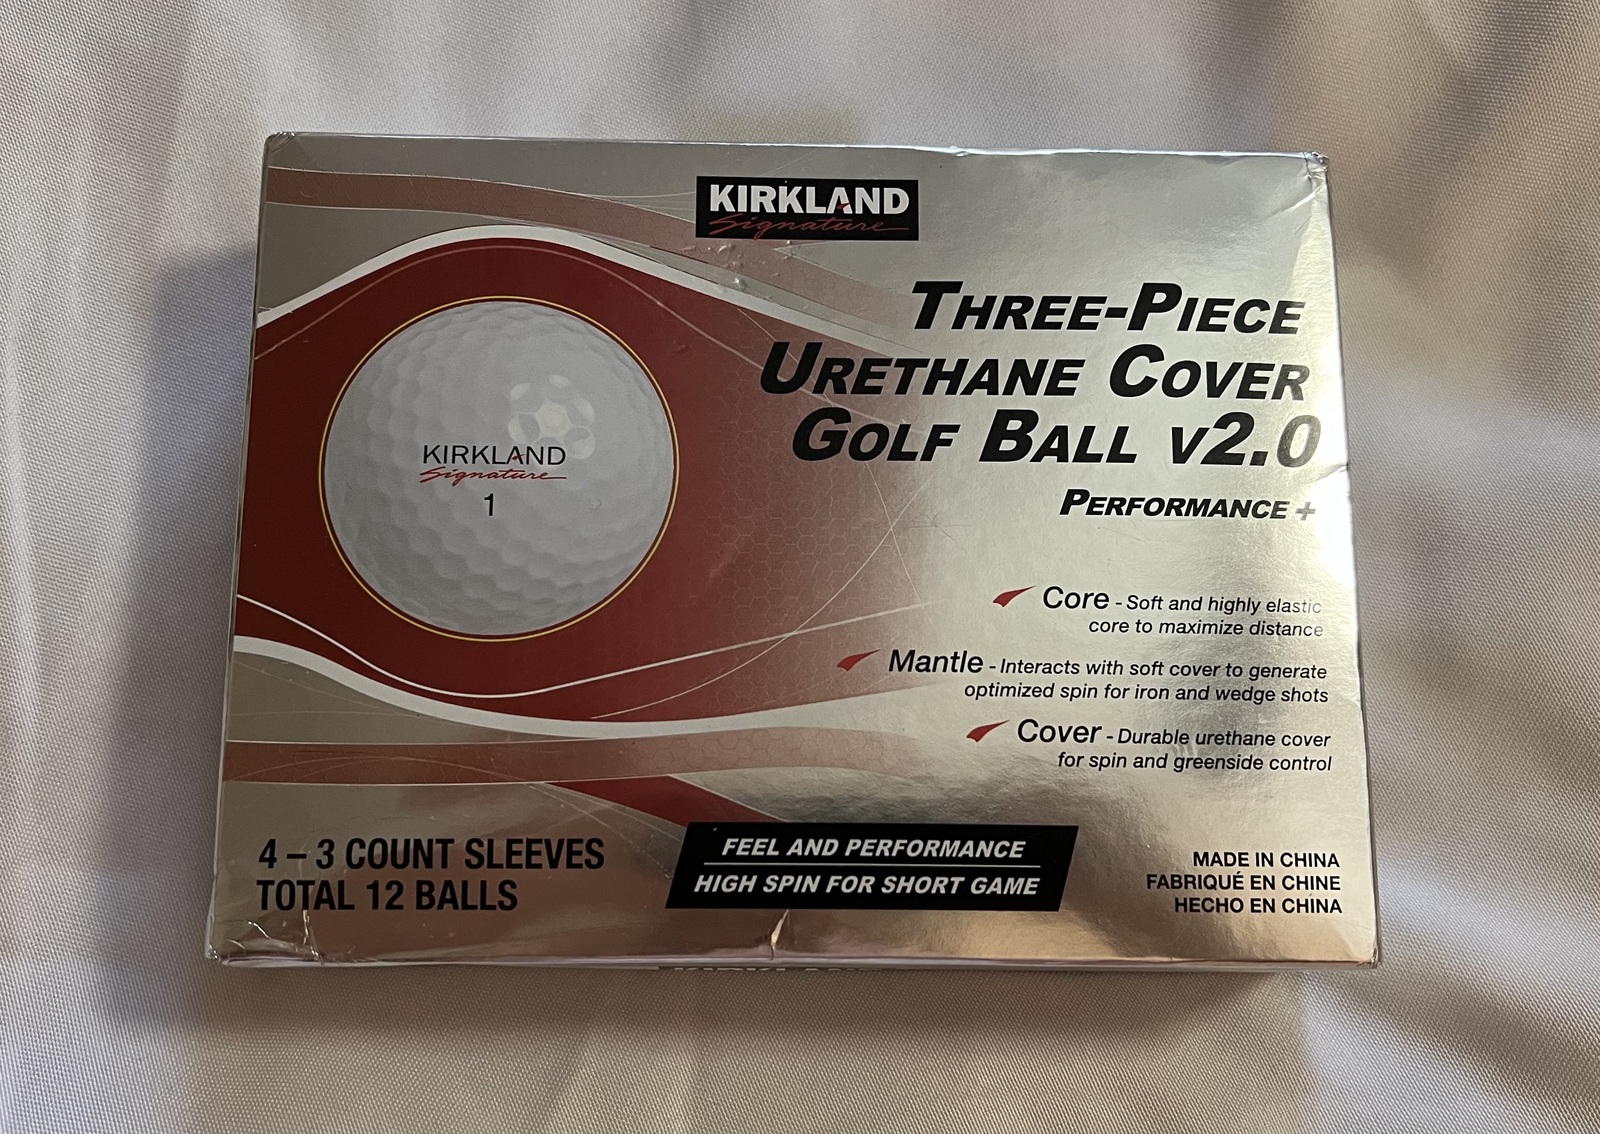 KIRKLAND
Signature
THREE-PIECE
URETHANE COVER
GOLF BALL V2.0
PERFORMANCE +
KIRKLAND
Signature
1
Core - Soft and highly elastic
core to maximize distance
Mantle - Interacts with soft cover to generate
optimized spin for iron and wedge shots
Cover - Durable urethane cover
for spin and greenside control
4 – 3 COUNT SLEEVES
TOTAL 12 BALLS
FEEL AND PERFORMANCE
HIGH SPIN FOR SHORT GAME
MADE IN CHINA
FABRIQUÉ EN CHINE
HECHO EN CHINA